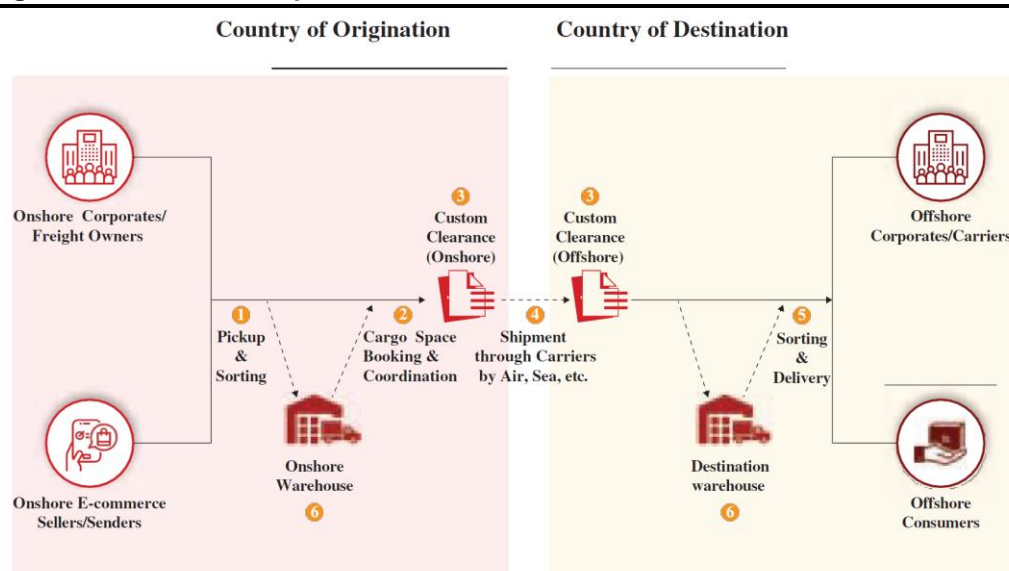 Country of Origination
Country of Destination
Onshore Corporates/
Freight Owners
3
Custom
Clearance
(Onshore)
3
Custom
Clearance
(Offshore)
Offshore
Corporates/Carriers
1
Pickup
&
Sorting
2
Cargo Space
Booking &
Coordination
4
Shipment
through Carriers
by Air, Sea, etc.
5
Sorting
&
Delivery
Onshore E-commerce
Sellers/Senders
Onshore
Warehouse
6
Destination
warehouse
6
Offshore
Consumers